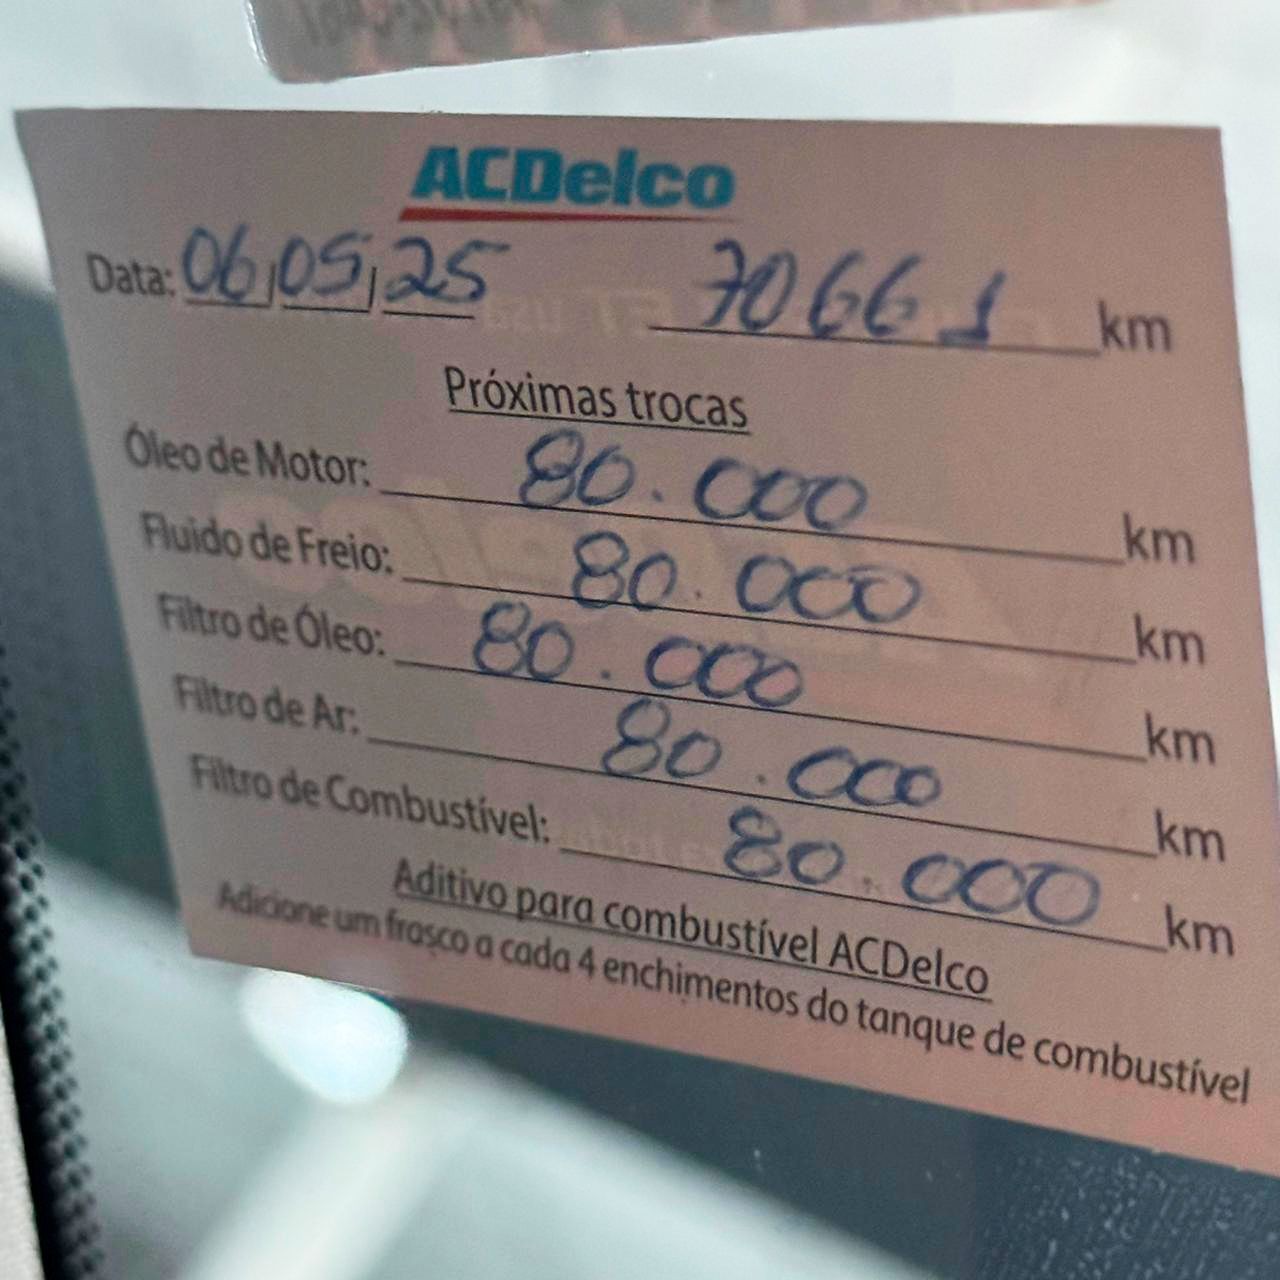 ACDelco
Data: 06/05/25 70661 km
Próximas trocas
Óleo de Motor: 80.000 km
Fluido de Freio: 80.000 km
Filtro de Óleo: 80.000 km
Filtro de Ar: 80.000 km
Filtro de Combustível: 80.000 km
Aditivo para combustível ACDelco
Adicione um frasco a cada 4 enchimentos do tanque de combustível